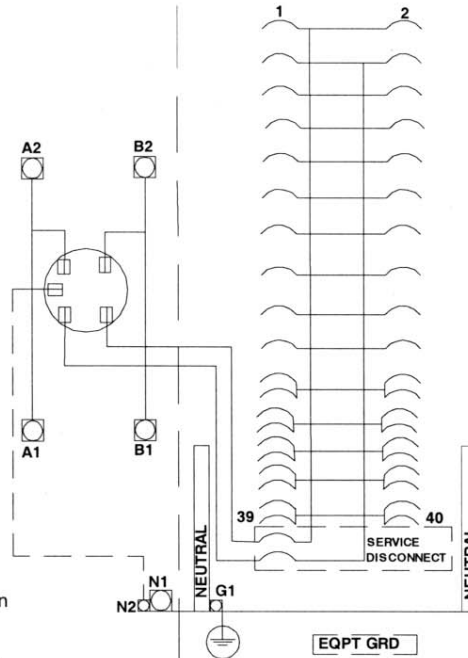 1 2
A2 B2
A1 B1
39 40
SERVICE
DISCONNECT
NEUTRAL
NEUTRAL
N1
N2
G1
n
EQPT GRD